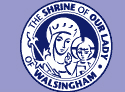 THE SHRINE OF OUR LADY
OF WALSINGHAM